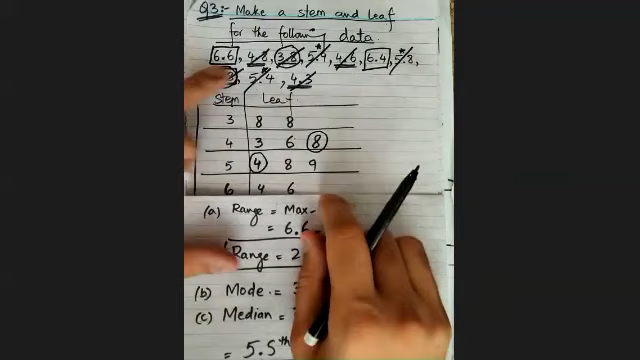 Q3:- Make a stem and leaf
for the following data.
6.6, 4.8, 3.8, 5.4, 4.6, 6.4, 5.8,
5.4, 4.3
Stem Leaf
3 8 8
4 3 6 8
5 4 8 9
6 4 6
(a) Range = Max-
= 6.6
Range = 2
(b) Mode = 3
(c) Median =
= 5.5th